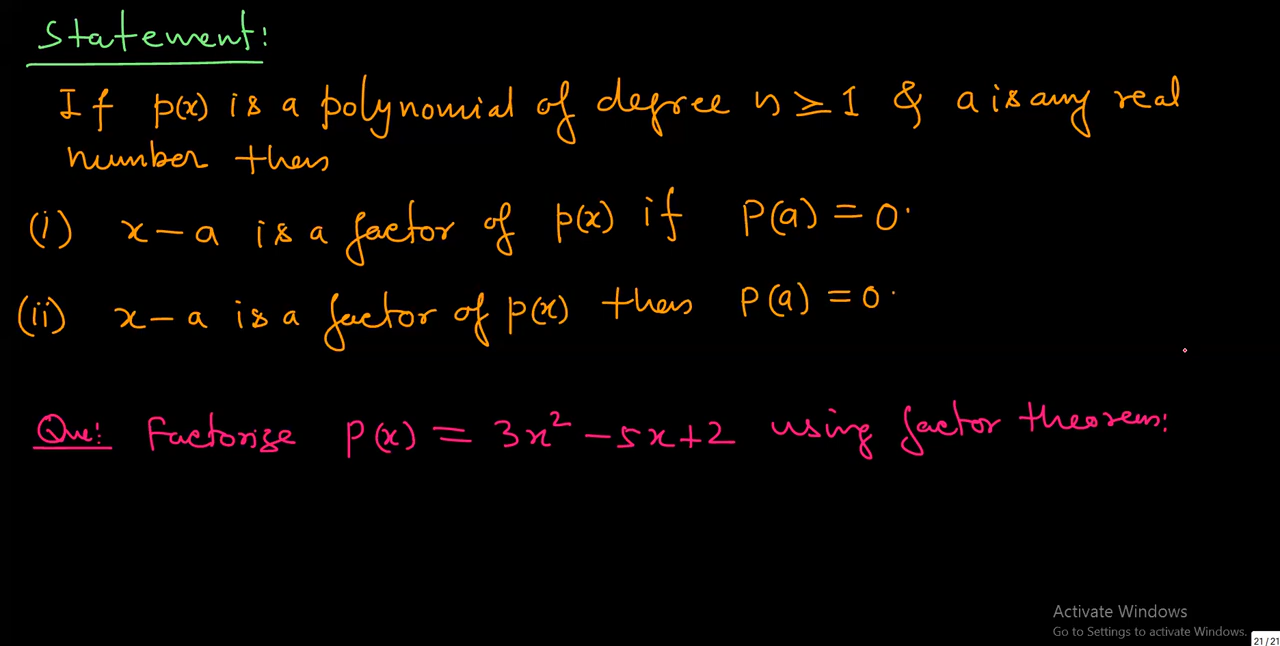 Statement:
If p(x) is a polynomial of degree n ≥ 1 & a is any real
number then
(i) x - a is a factor of p(x) if P(a) = 0.
(ii) x - a is a factor of p(x) then P(a) = 0.
Que: Factorise P(x) = 3x² - 5x + 2 using factor theorem:
Activate Windows
Go to Settings to activate Windows.
21 / 21